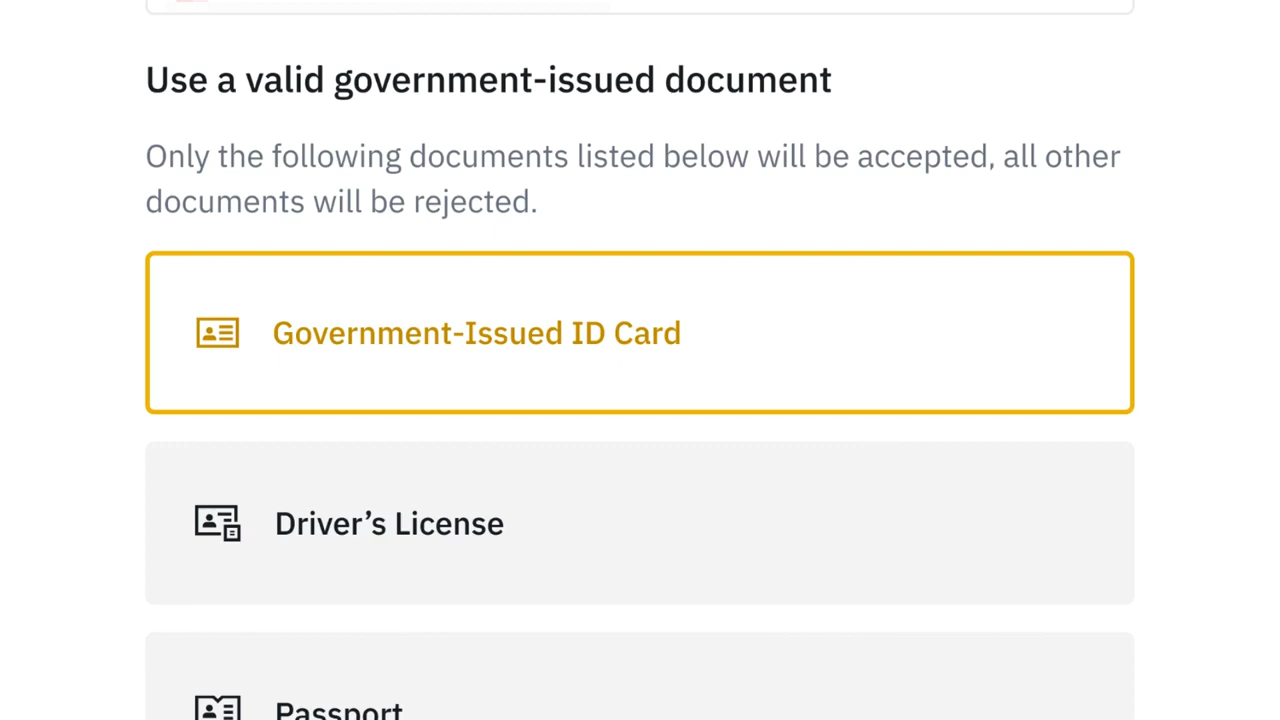 Use a valid government-issued document
Only the following documents listed below will be accepted, all other
documents will be rejected.
Government-Issued ID Card
Driver’s License
Passport